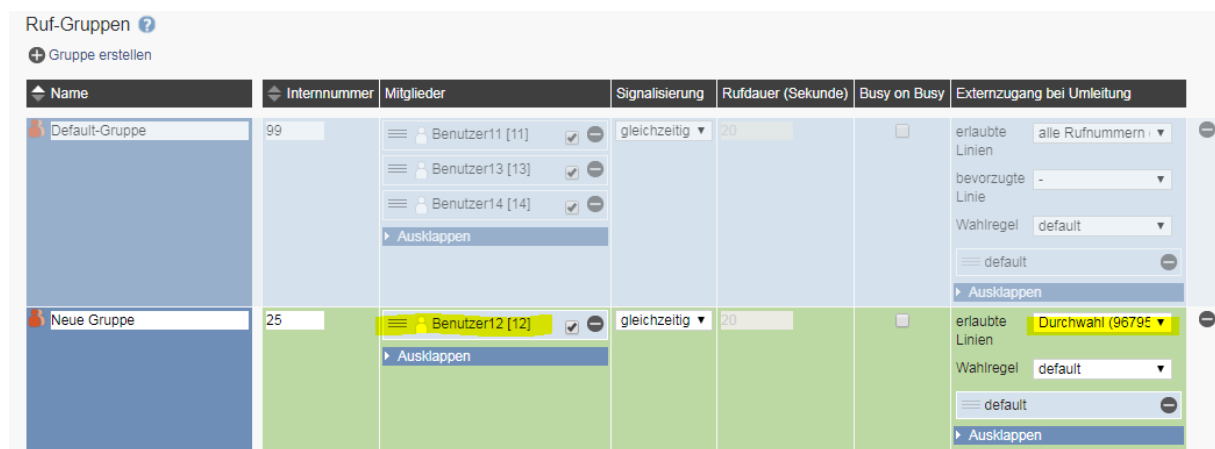 Ruf-Gruppen ?
Gruppe erstellen
Name Internnummer Mitglieder Signalisierung Rufdauer (Sekunde) Busy on Busy Externzugang bei Umleitung
Default-Gruppe 99 Benutzer11 [11] gleichzeitig 20 erlaubte Linien alle Rufnummern
Benutzer13 [13] bevorzugte Linie -
Benutzer14 [14] Wahlregel default
Ausklappen
default
Ausklappen
Neue Gruppe 25 Benutzer12 [12] gleichzeitig 20 erlaubte Linien Durchwahl (96795
Ausklappen Wahlregel default
default
Ausklappen